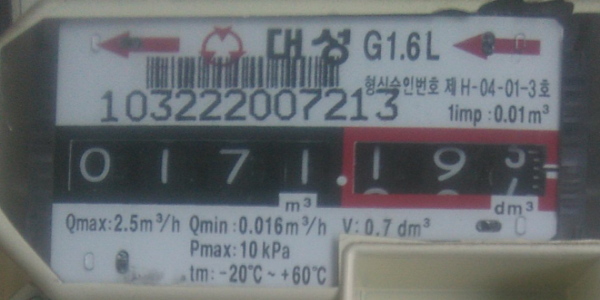 대성 G1.6L
형식승인번호 제 H-04-01-3호
103222007213
1imp : 0.01m³
0171.19
m³
dm³
Qmax:2.5m³/h Qmin:0.016m³/h V: 0.7 dm³
Pmax: 10 kPa
tm: -20℃~+60℃